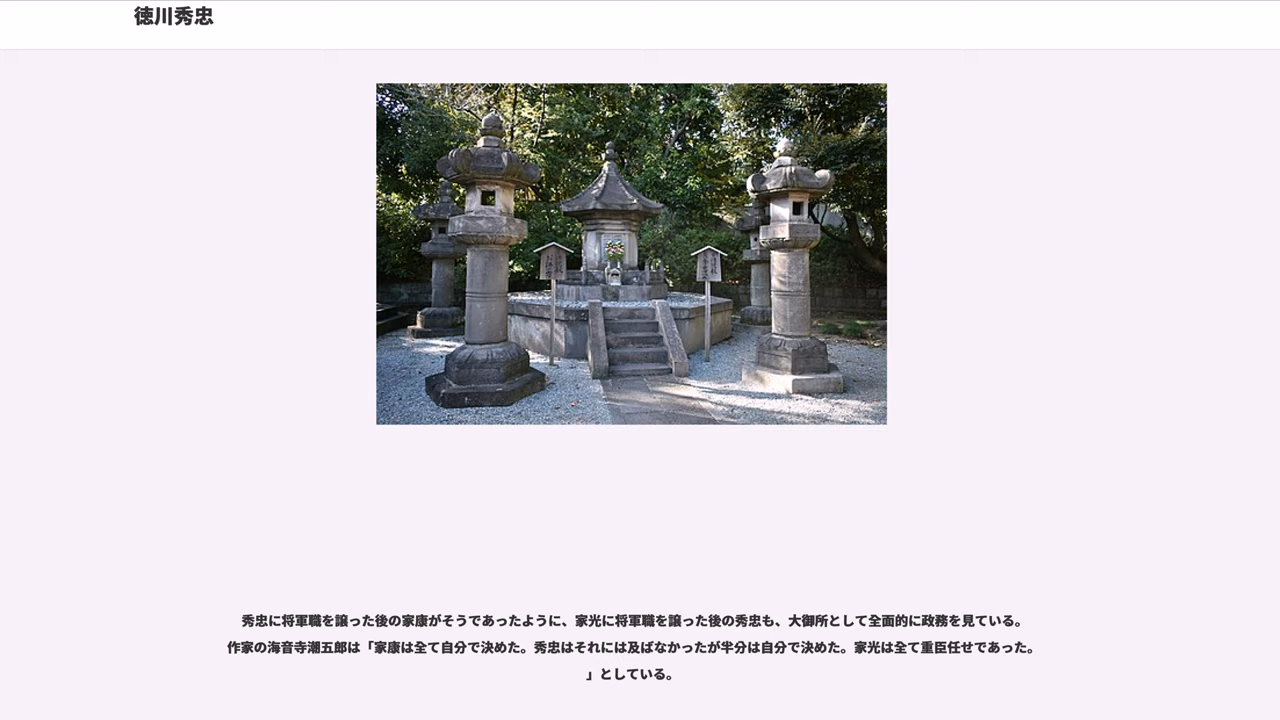 徳川秀忠
秀忠に将軍職を譲った後の家康がそうであったように、家光に将軍職を譲った後の秀忠も、大御所として全面的に政務を見ている。
作家の海音寺潮五郎は「家康は全て自分で決めた。秀忠はそれには及ばなかったが半分は自分で決めた。家光は全て重臣任せであった。
」としている。